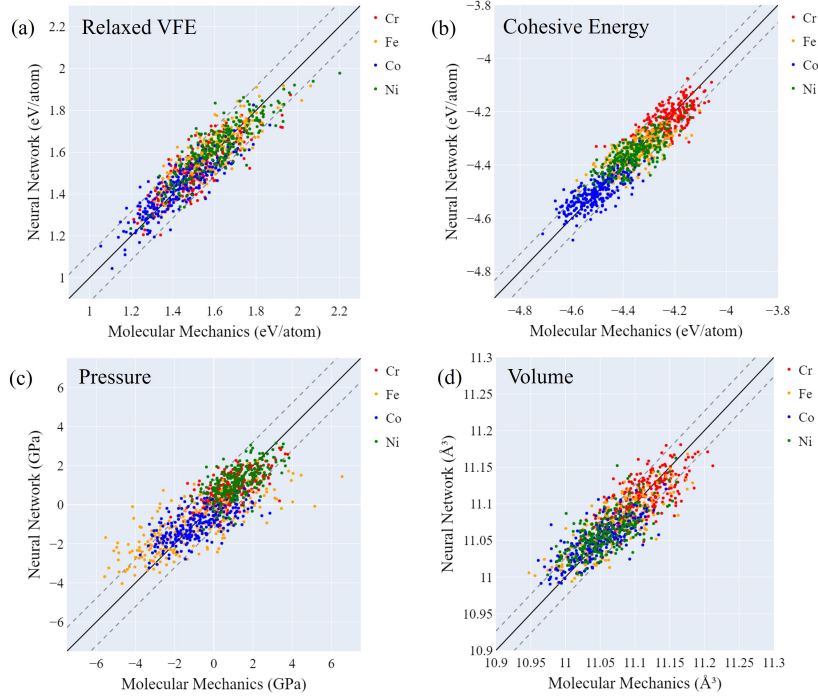 (a) Relaxed VFE
Cr
Fe
Co
Ni
2.2
2
1.8
1.6
1.4
1.2
1
Neural Network (eV/atom)
1 1.2 1.4 1.6 1.8 2 2.2
Molecular Mechanics (eV/atom)
(b) Cohesive Energy
Cr
Fe
Co
Ni
−3.8
−4
−4.2
−4.4
−4.6
−4.8
Neural Network (eV/atom)
−4.8 −4.6 −4.4 −4.2 −4 −3.8
Molecular Mechanics (eV/atom)
(c) Pressure
Cr
Fe
Co
Ni
6
4
2
0
−2
−4
−6
Neural Network (GPa)
−6 −4 −2 0 2 4 6
Molecular Mechanics (GPa)
(d) Volume
Cr
Fe
Co
Ni
11.3
11.25
11.2
11.15
11.1
11.05
11
10.95
10.9
Neural Network (Å³)
10.9 10.95 11 11.05 11.1 11.15 11.2 11.25 11.3
Molecular Mechanics (Å³)